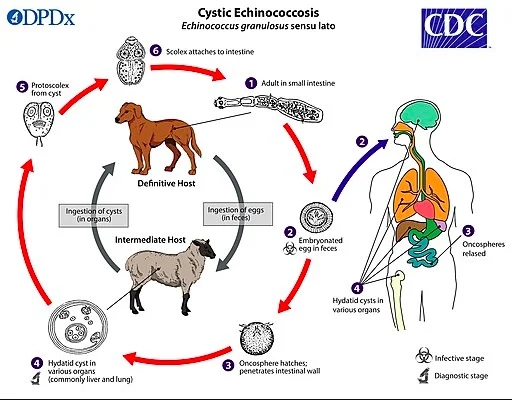 DPDx
Cystic Echinococcosis
Echinococcus granulosus sensu lato
CDC
6 Scolex attaches to intestine
5 Protoscolex
from cyst
1 Adult in small intestine
2
Definitive Host
Ingestion of cysts
(in organs)
Ingestion of eggs
(in feces)
2
Embryonated
egg in feces
Intermediate Host
3
Oncospheres
relased
4
Hydatid cysts in
various organs
4 Hydatid cyst in
various organs
(commonly liver and lung)
3 Oncosphere hatches;
penetrates intestinal wall
Infective stage
Diagnostic stage